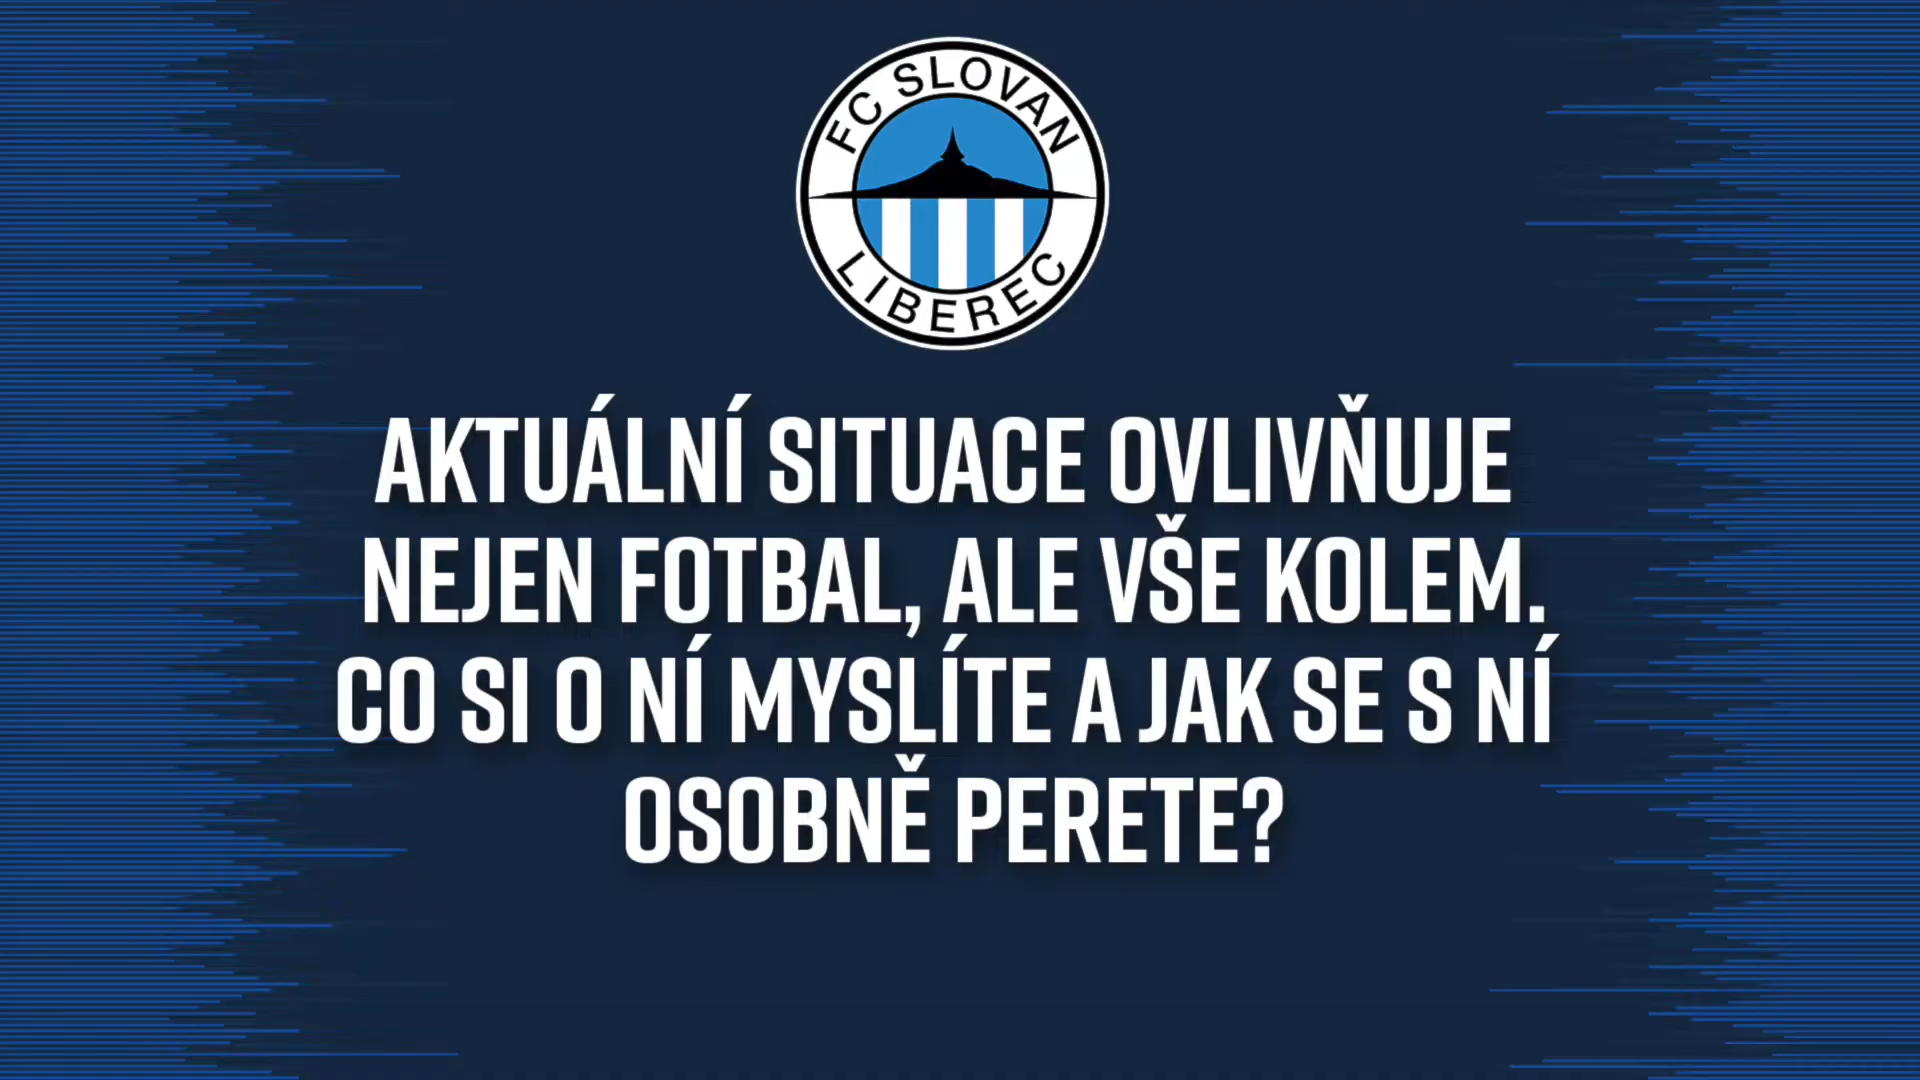 FC SLOVAN
LIBEREC
AKTUÁLNÍ SITUACE OVLIVŇUJE
NEJEN FOTBAL, ALE VŠE KOLEM.
CO SI O NÍ MYSLÍTE A JAK SE S NÍ
OSOBNĚ PERETE?